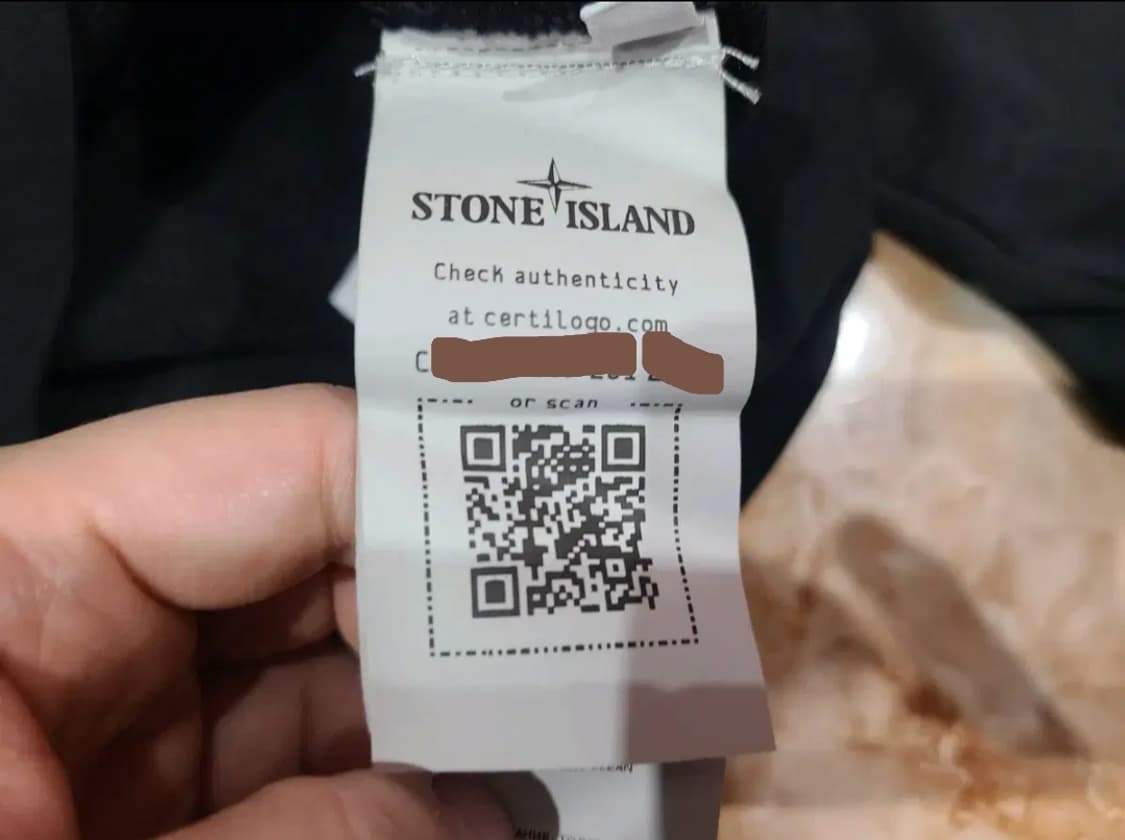 STONE ISLAND
Check authenticity
at certilogo.com
C
or scan